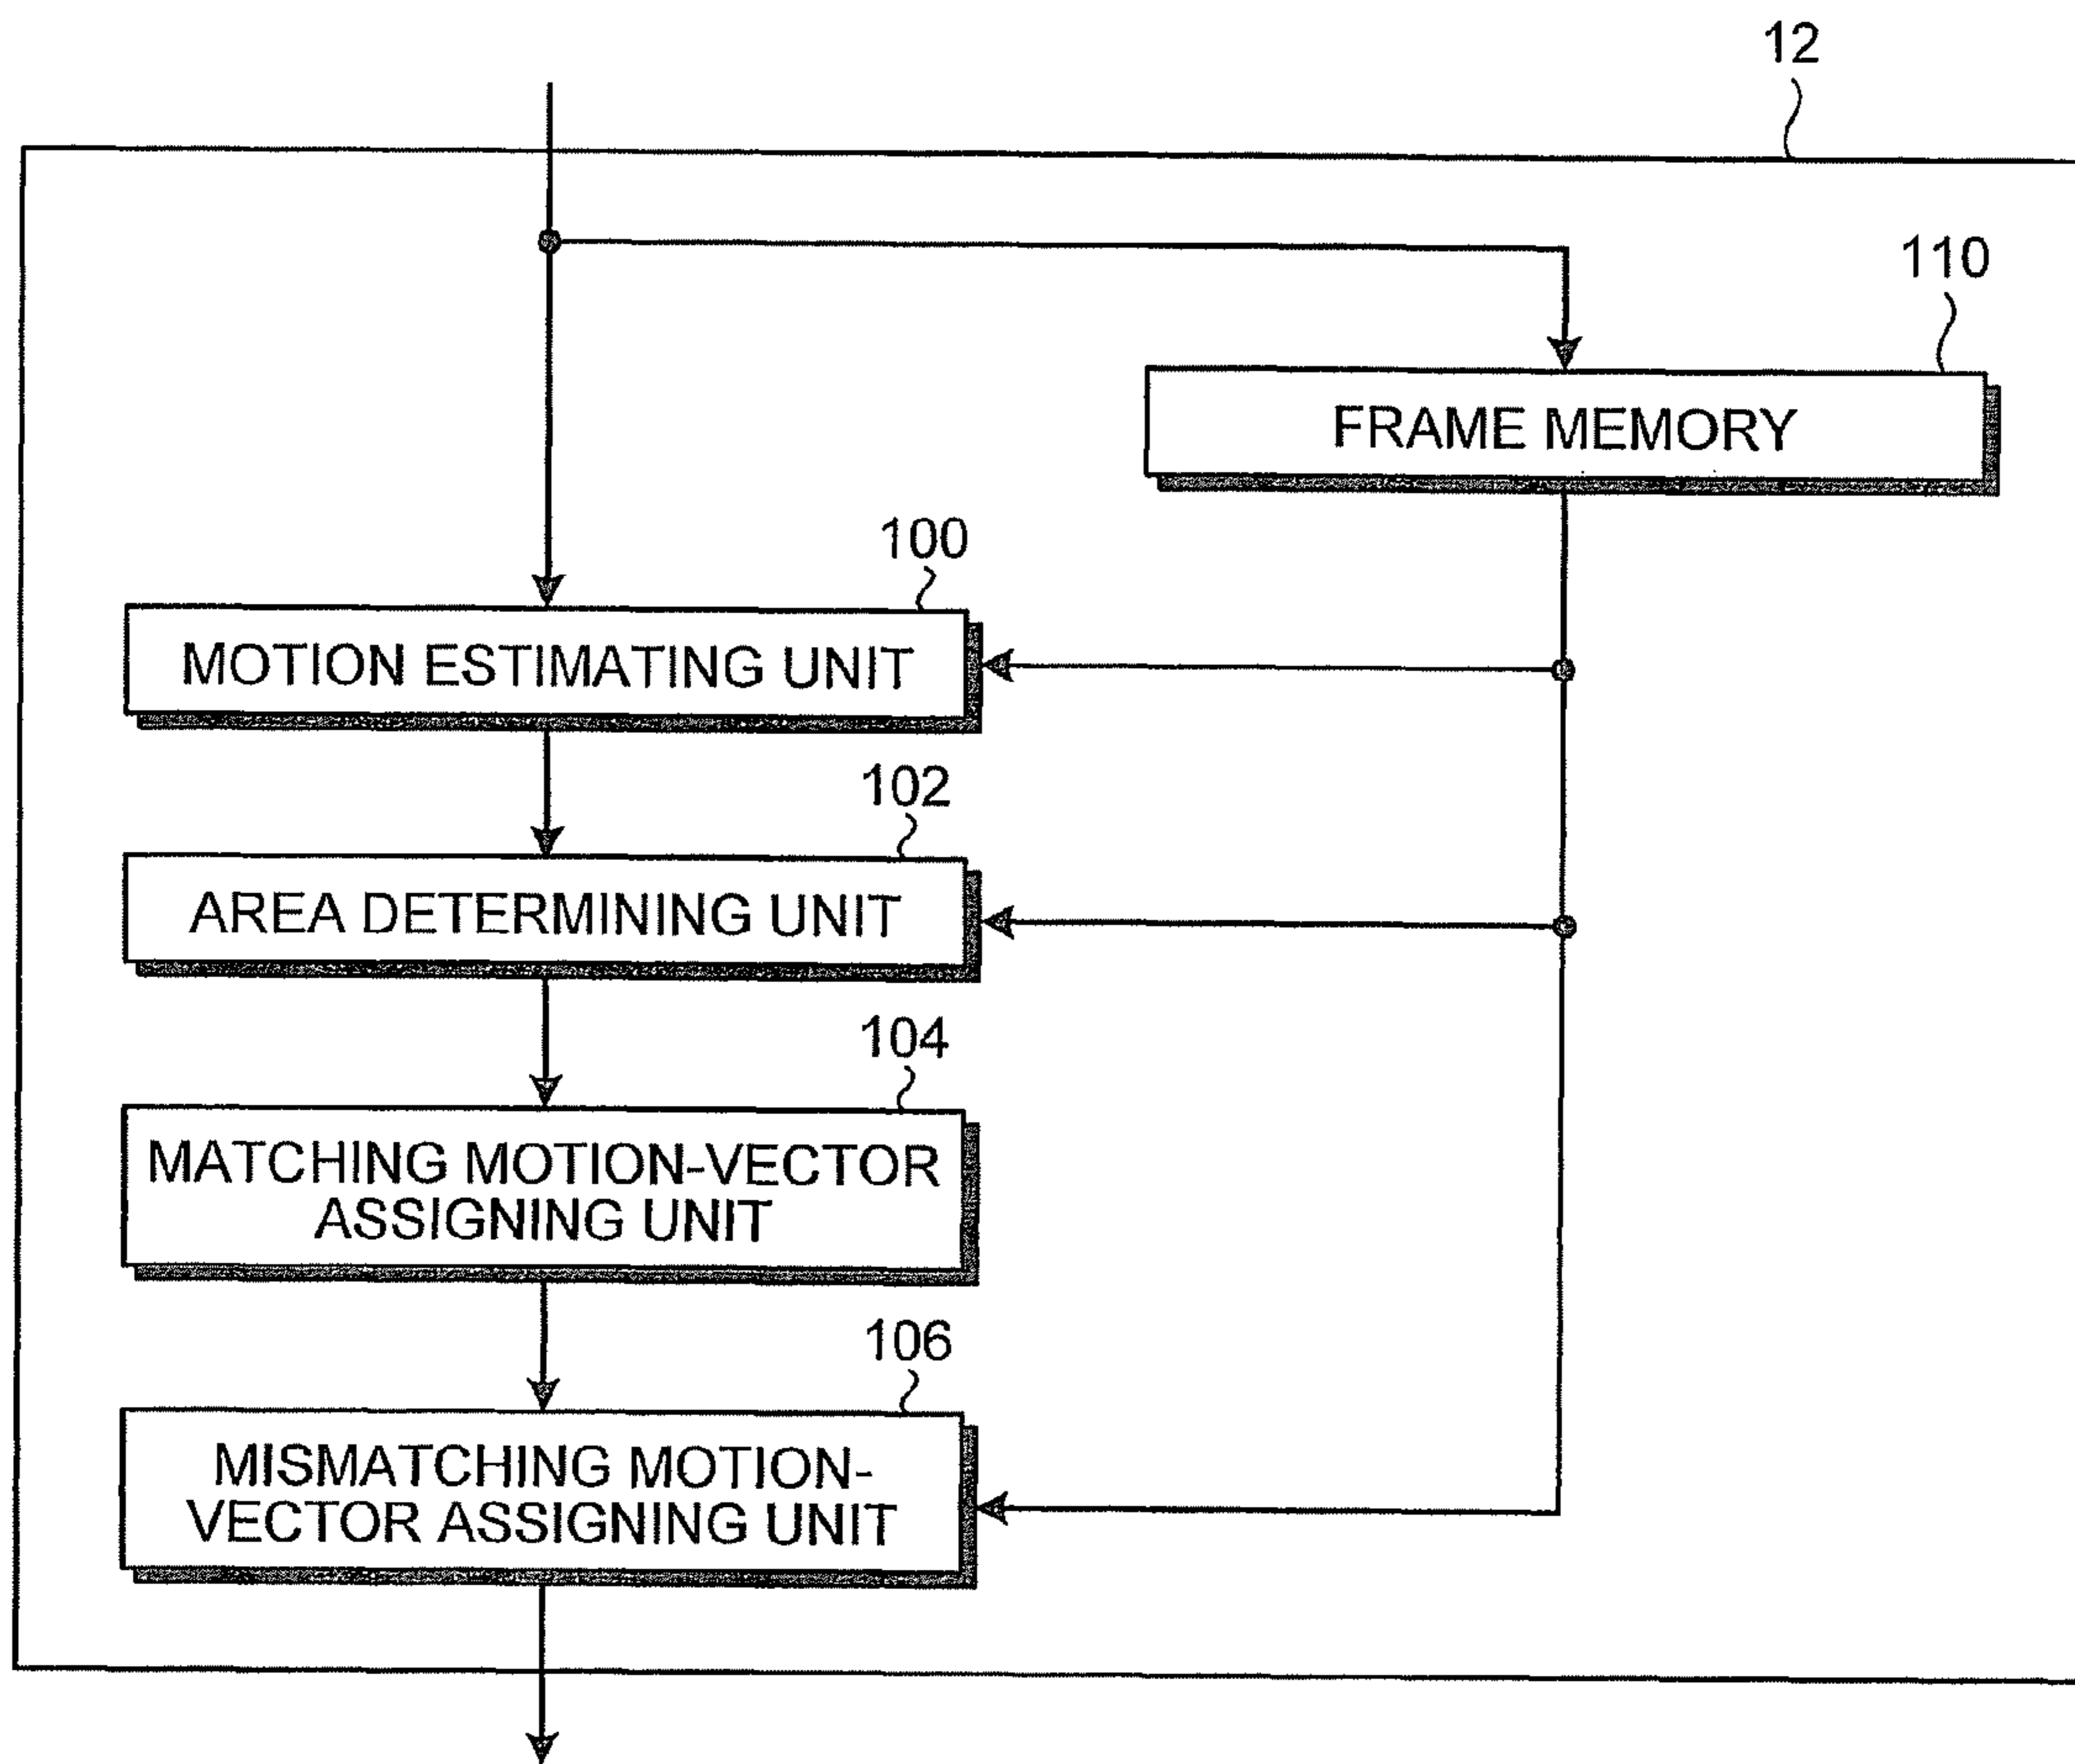 12
110
FRAME MEMORY
100
MOTION ESTIMATING UNIT
102
AREA DETERMINING UNIT
104
MATCHING MOTION-VECTOR
ASSIGNING UNIT
106
MISMATCHING MOTION-
VECTOR ASSIGNING UNIT